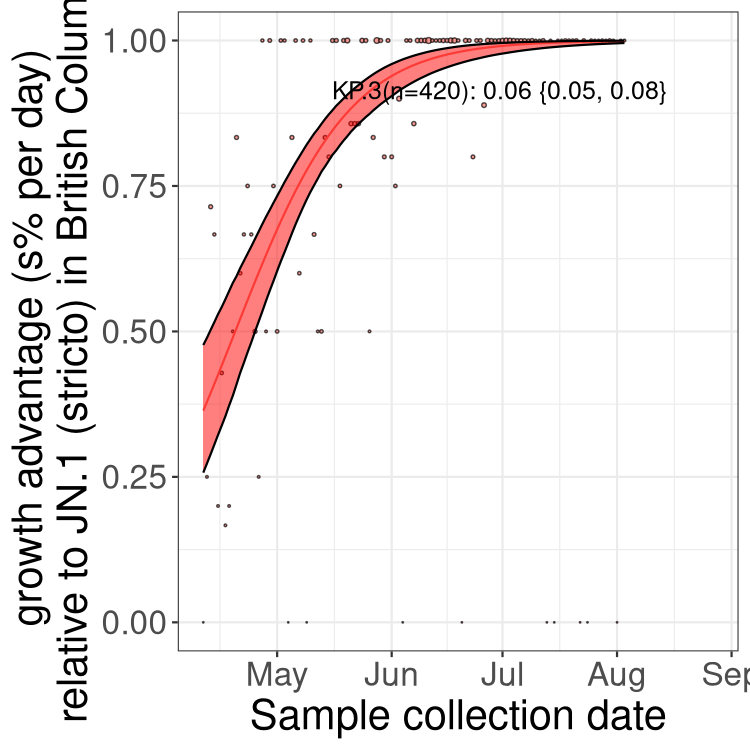 growth advantage (s% per day)
relative to JN.1 (stricto) in British Colum
1.00
0.75
0.50
0.25
0.00
KP.3(n=420): 0.06 {0.05, 0.08}
May Jun Jul Aug Sep
Sample collection date